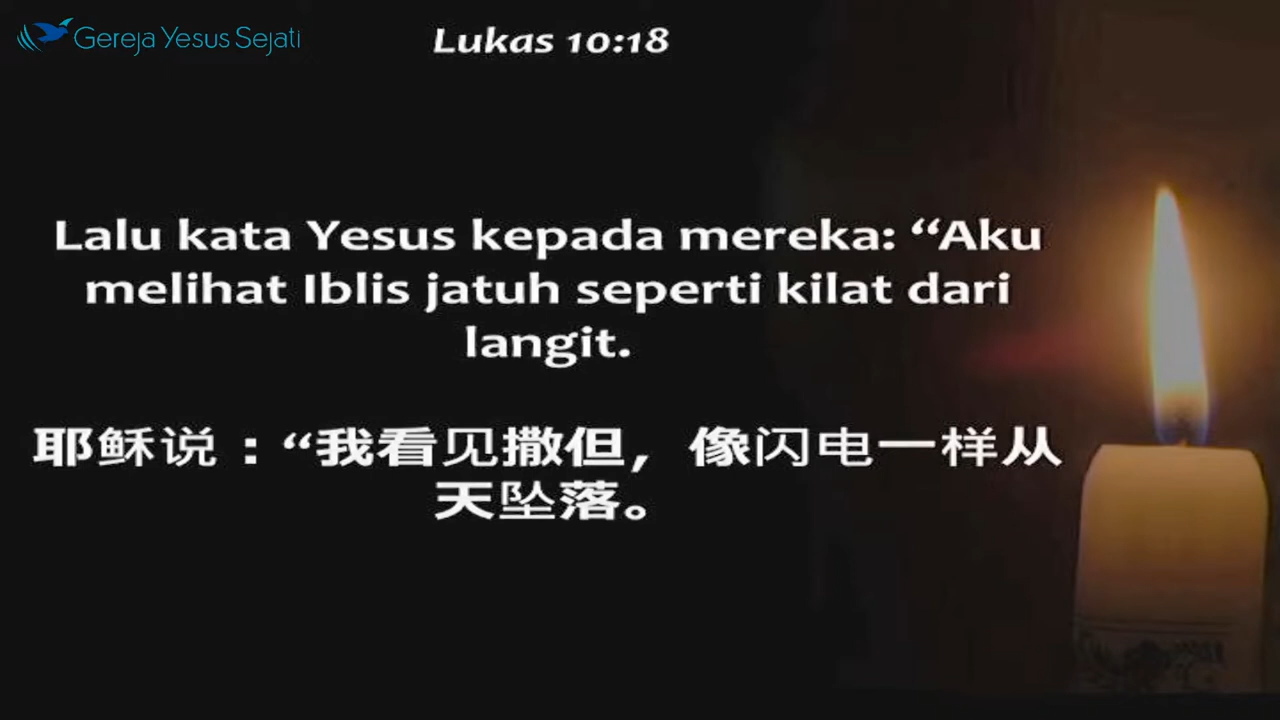 Gereja Yesus Sejati
Lukas 10:18
Lalu kata Yesus kepada mereka: “Aku
melihat Iblis jatuh seperti kilat dari
langit.
耶稣说：“我看见撒但，像闪电一样从
天坠落。